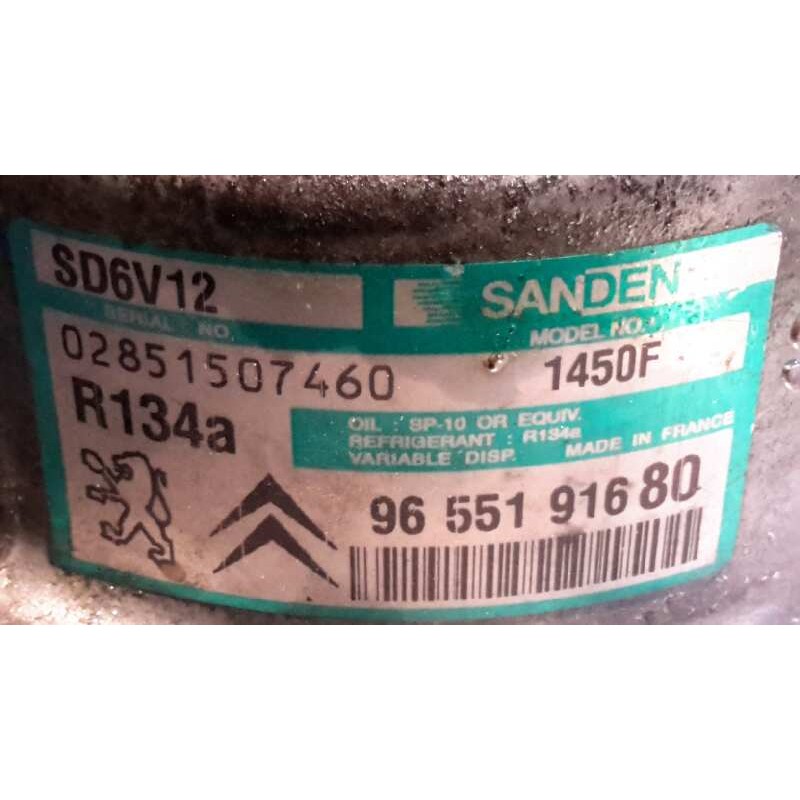 SD6V12
SANDEN
SERIAL NO.
MODEL NO.
02851507460
1450F
R134a
OIL : SP-10 OR EQUIV.
REFRIGERANT : R134a
VARIABLE DISP. MADE IN FRANCE
96 551 916 80